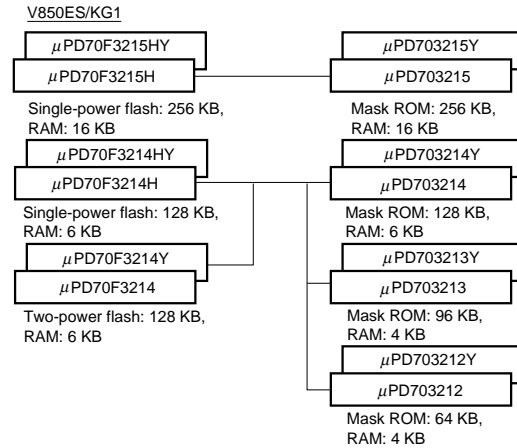 V850ES/KG1
μPD70F3215HY
μPD70F3215H
Single-power flash: 256 KB,
RAM: 16 KB
μPD703215Y
μPD703215
Mask ROM: 256 KB,
RAM: 16 KB
μPD70F3214HY
μPD70F3214H
Single-power flash: 128 KB,
RAM: 6 KB
μPD703214Y
μPD703214
Mask ROM: 128 KB,
RAM: 6 KB
μPD70F3214Y
μPD70F3214
Two-power flash: 128 KB,
RAM: 6 KB
μPD703213Y
μPD703213
Mask ROM: 96 KB,
RAM: 4 KB
μPD703212Y
μPD703212
Mask ROM: 64 KB,
RAM: 4 KB